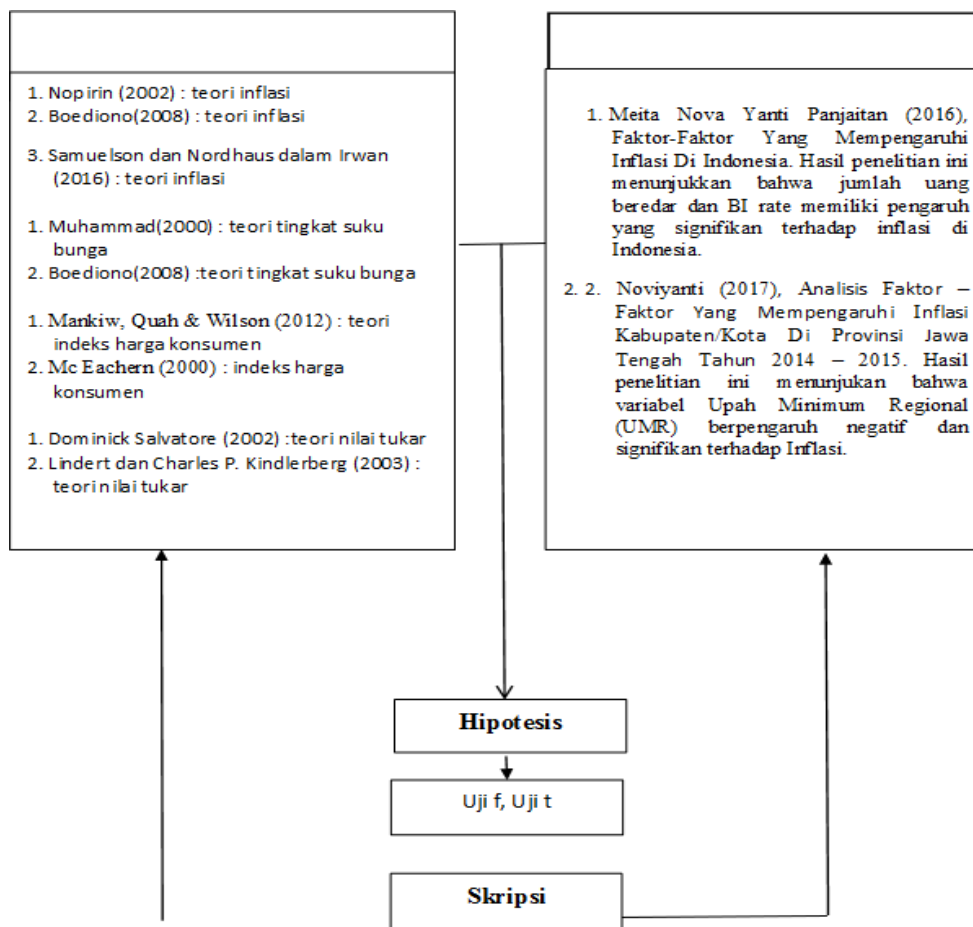 1. Nopirin (2002) : teori inflasi
2. Boediono(2008) : teori inflasi
3. Samuelson dan Nordhaus dalam Irwan
(2016) : teori inflasi
1. Muhammad(2000) : teori tingkat suku
bunga
2. Boediono(2008) :teori tingkat suku bunga
1. Mankiw, Quah & Wilson (2012) : teori
indeks harga konsumen
2. Mc Eachern (2000) : indeks harga
konsumen
1. Dominick Salvatore (2002) :teori nilai tukar
2. Lindert dan Charles P. Kindlerberg (2003) :
teori nilai tukar
1. Meita Nova Yanti Panjaitan (2016),
Faktor-Faktor Yang Mempengaruhi
Inflasi Di Indonesia. Hasil penelitian ini
menunjukkan bahwa jumlah uang
beredar dan BI rate memiliki pengaruh
yang signifikan terhadap inflasi di
Indonesia.
2. 2. Noviyanti (2017), Analisis Faktor –
Faktor Yang Mempengaruhi Inflasi
Kabupaten/Kota Di Provinsi Jawa
Tengah Tahun 2014 – 2015. Hasil
penelitian ini menunjukan bahwa
variabel Upah Minimum Regional
(UMR) berpengaruh negatif dan
signifikan terhadap Inflasi.
Hipotesis
Uji f, Uji t
Skripsi